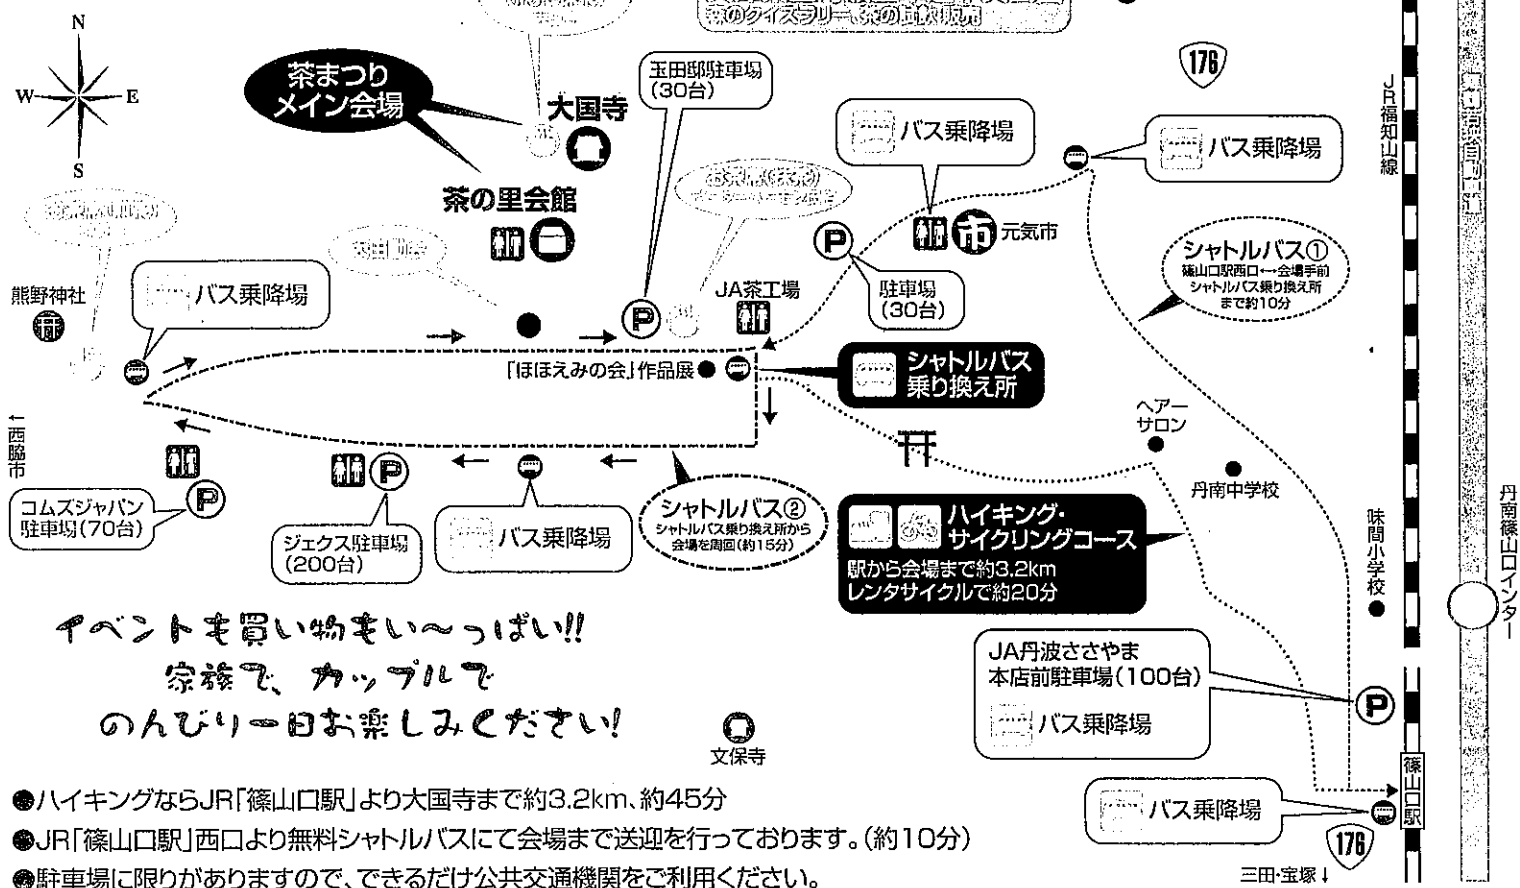 茶のクイズラリー、茶の試飲販売
N
W
E
S
茶まつり
メイン会場
大国寺
茶の里会館
玉田邸駐車場
(30台)
バス乗降場
バス乗降場
176
JR福知山線
元気市
市
P
駐車場
(30台)
シャトルバス①
篠山口駅西口↔会場手前
シャトルバス乗り換え所
まで約10分
熊野神社
バス乗降場
P
JA茶工場
「ほほえみの会」作品展
シャトルバス
乗り換え所
←西脇市
コムズジャパン
駐車場(70台)
P
ジェクス駐車場
(200台)
P
バス乗降場
シャトルバス②
シャトルバス乗り換え所から
会場を周回(約15分)
ヘアー
サロン
丹南中学校
ハイキング・
サイクリングコース
駅から会場まで約3.2km
レンタサイクルで約20分
味間小学校
丹南篠山口インター
イベントも買い物もい〜っぱい!!
家族で、カップルで
のんびり一日お楽しみください!
文保寺
JA丹波ささやま
本店前駐車場(100台)
バス乗降場
P
バス乗降場
篠山口駅
176
三田・宝塚↓
●ハイキングならJR「篠山口駅」より大国寺まで約3.2km、約45分
●JR「篠山口駅」西口より無料シャトルバスにて会場まで送迎を行っております。(約10分)
●駐車場に限りがありますので、できるだけ公共交通機関をご利用ください。